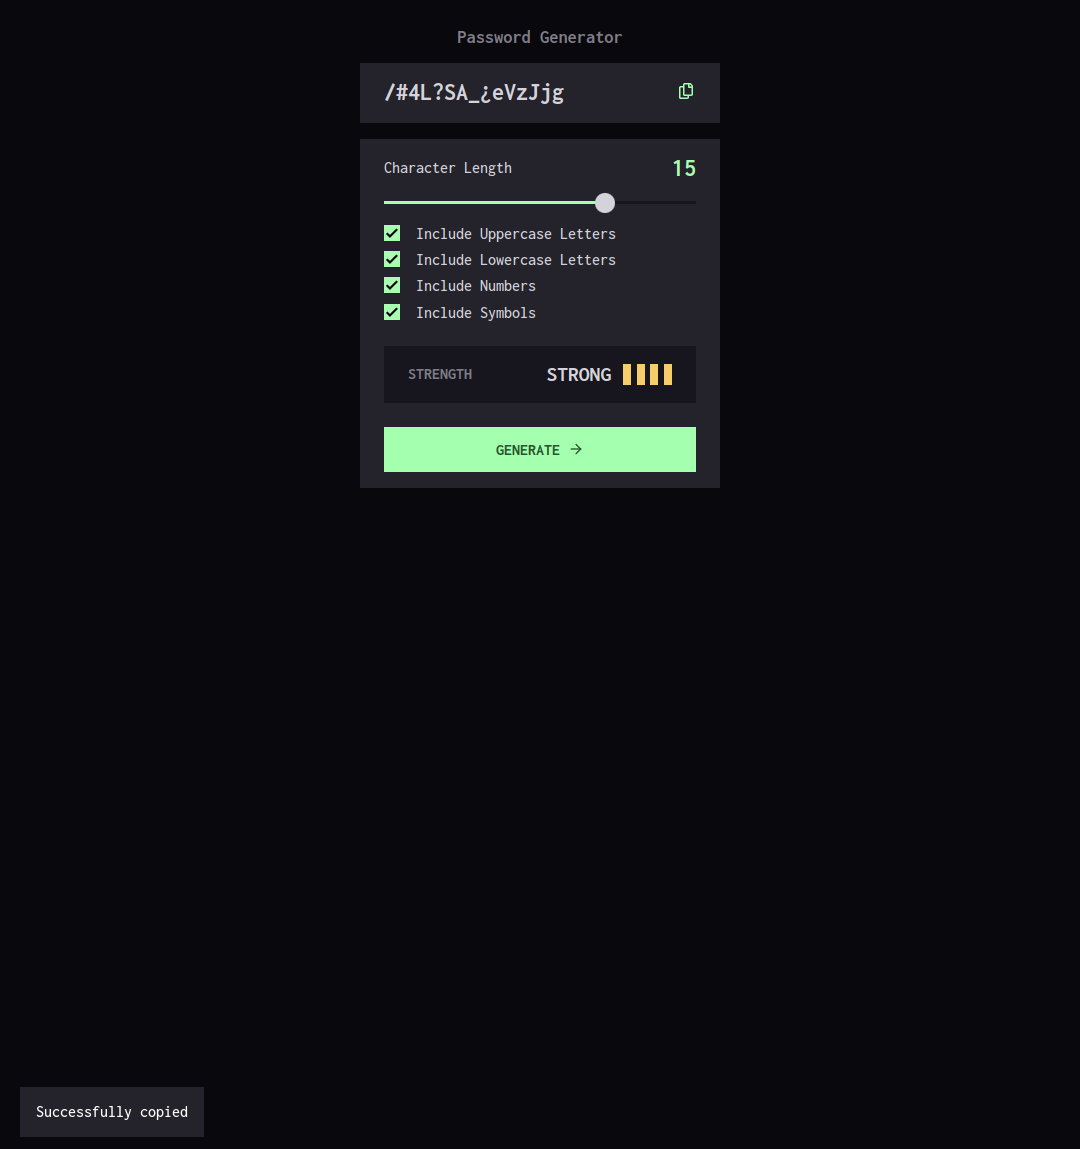 Password Generator
/#4L?SA_¿eVzJjg
Character Length 15
Include Uppercase Letters
Include Lowercase Letters
Include Numbers
Include Symbols
STRENGTH STRONG
GENERATE →
Successfully copied